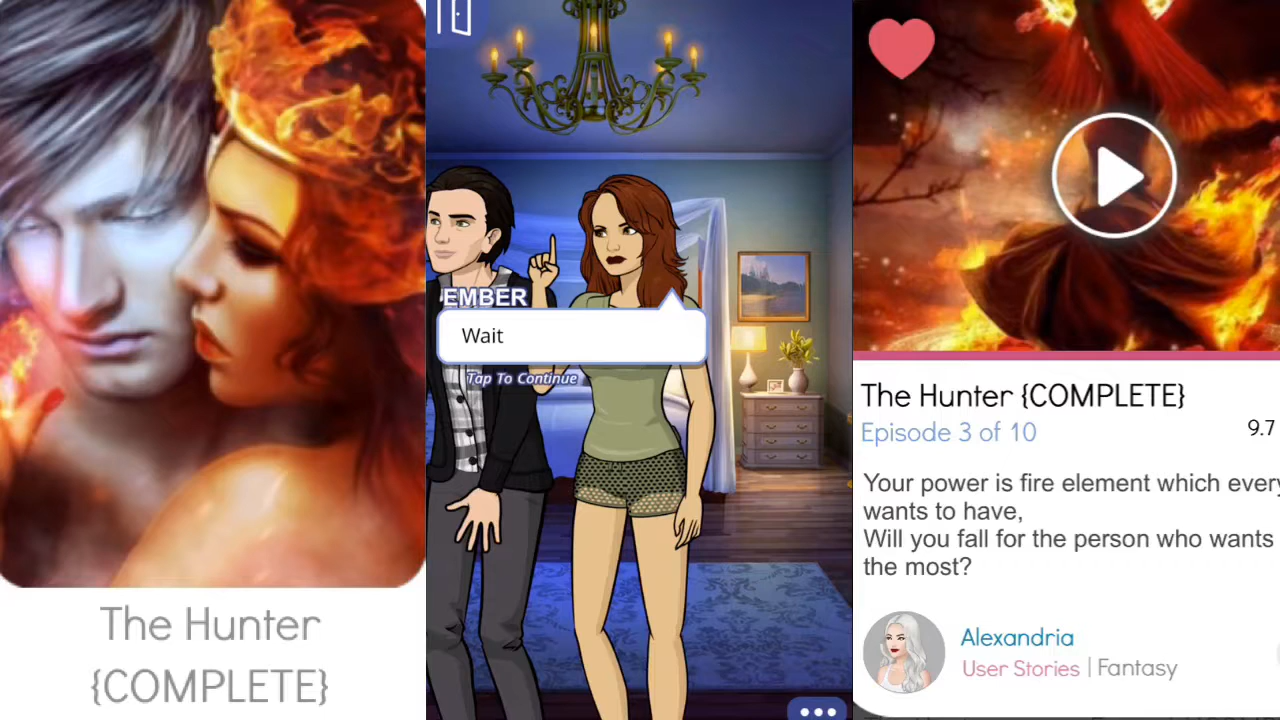 The Hunter
{COMPLETE}
EMBER
Wait
Tap To Continue
The Hunter {COMPLETE}
Episode 3 of 10
9.7
Your power is fire element which every
wants to have,
Will you fall for the person who wants
the most?
Alexandria
User Stories | Fantasy